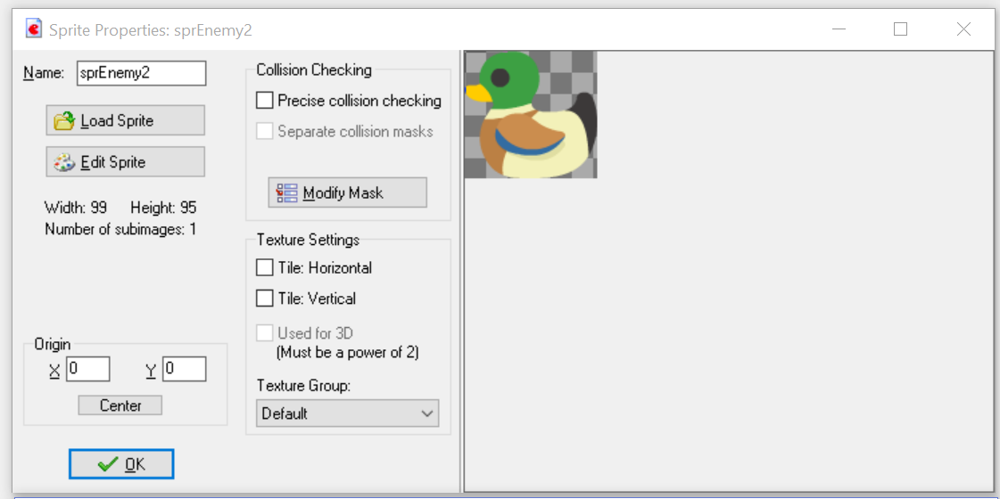 Sprite Properties: sprEnemy2
Name: sprEnemy2
Load Sprite
Edit Sprite
Width: 99 Height: 95
Number of subimages: 1
Origin
X 0 Y 0
Center
OK
Collision Checking
Precise collision checking
Separate collision masks
Modify Mask
Texture Settings
Tile: Horizontal
Tile: Vertical
Used for 3D
(Must be a power of 2)
Texture Group:
Default